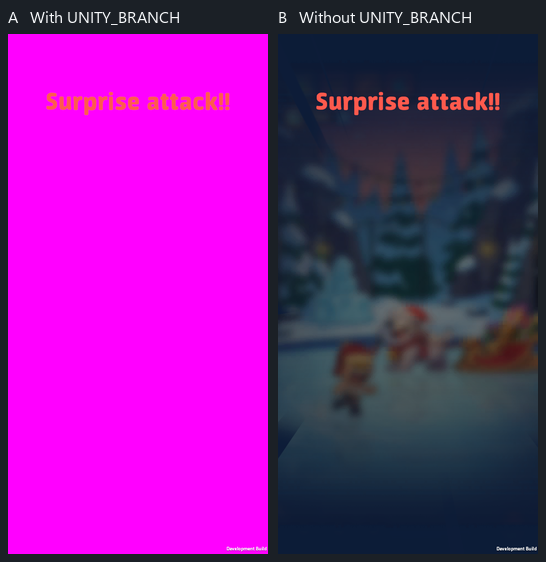 A With UNITY_BRANCH
B Without UNITY_BRANCH
Surprise attack!!
Surprise attack!!
Development Build
Development Build